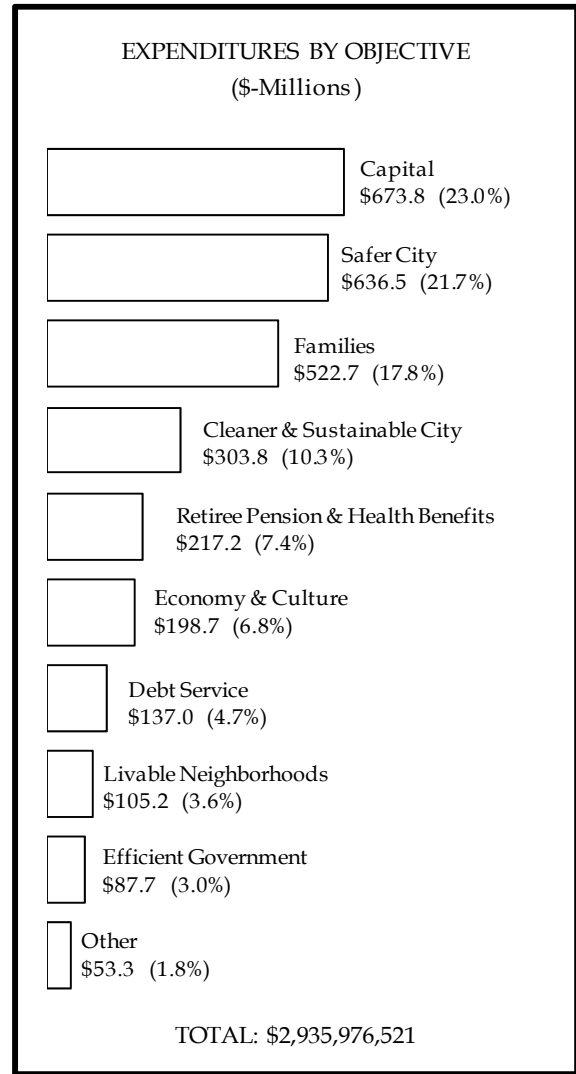 EXPENDITURES BY OBJECTIVE
($-Millions)
Capital
$673.8 (23.0%)
Safer City
$636.5 (21.7%)
Families
$522.7 (17.8%)
Cleaner & Sustainable City
$303.8 (10.3%)
Retiree Pension & Health Benefits
$217.2 (7.4%)
Economy & Culture
$198.7 (6.8%)
Debt Service
$137.0 (4.7%)
Livable Neighborhoods
$105.2 (3.6%)
Efficient Government
$87.7 (3.0%)
Other
$53.3 (1.8%)
TOTAL: $2,935,976,521